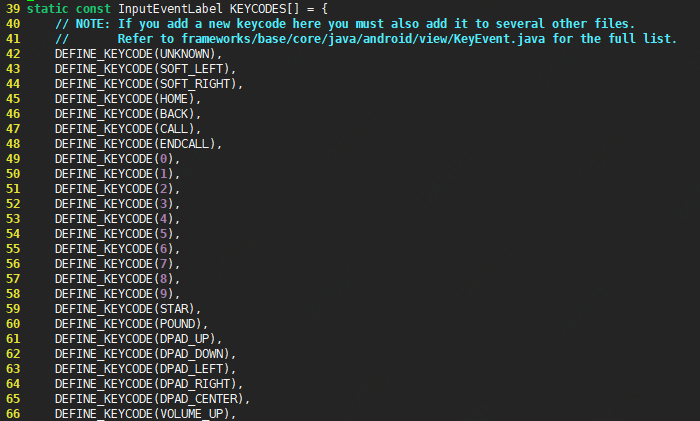 39 static const InputEventLabel KEYCODES[] = {
40     // NOTE: If you add a new keycode here you must also add it to several other files.
41     //       Refer to frameworks/base/core/java/android/view/KeyEvent.java for the full list.
42     DEFINE_KEYCODE(UNKNOWN),
43     DEFINE_KEYCODE(SOFT_LEFT),
44     DEFINE_KEYCODE(SOFT_RIGHT),
45     DEFINE_KEYCODE(HOME),
46     DEFINE_KEYCODE(BACK),
47     DEFINE_KEYCODE(CALL),
48     DEFINE_KEYCODE(ENDCALL),
49     DEFINE_KEYCODE(0),
50     DEFINE_KEYCODE(1),
51     DEFINE_KEYCODE(2),
52     DEFINE_KEYCODE(3),
53     DEFINE_KEYCODE(4),
54     DEFINE_KEYCODE(5),
55     DEFINE_KEYCODE(6),
56     DEFINE_KEYCODE(7),
57     DEFINE_KEYCODE(8),
58     DEFINE_KEYCODE(9),
59     DEFINE_KEYCODE(STAR),
60     DEFINE_KEYCODE(POUND),
61     DEFINE_KEYCODE(DPAD_UP),
62     DEFINE_KEYCODE(DPAD_DOWN),
63     DEFINE_KEYCODE(DPAD_LEFT),
64     DEFINE_KEYCODE(DPAD_RIGHT),
65     DEFINE_KEYCODE(DPAD_CENTER),
66     DEFINE_KEYCODE(VOLUME_UP),